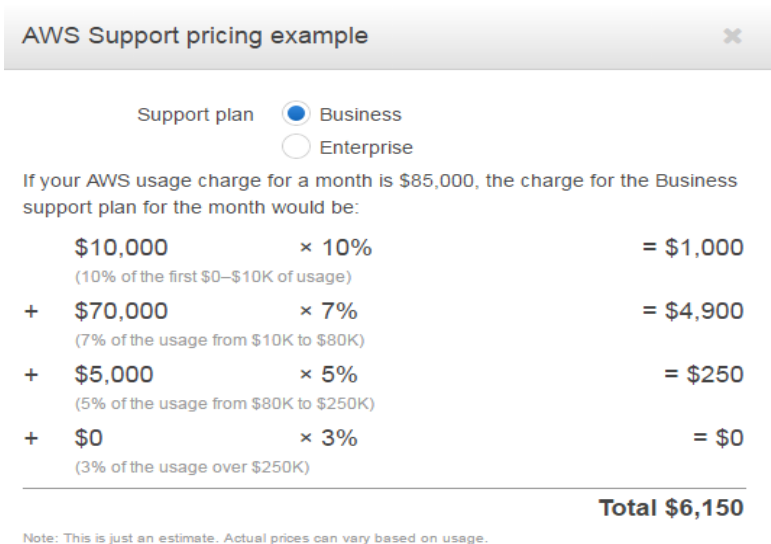 AWS Support pricing example ×
Support plan Business
Enterprise
If your AWS usage charge for a month is $85,000, the charge for the Business
support plan for the month would be:
$10,000 × 10% = $1,000
(10% of the first $0–$10K of usage)
+ $70,000 × 7% = $4,900
(7% of the usage from $10K to $80K)
+ $5,000 × 5% = $250
(5% of the usage from $80K to $250K)
+ $0 × 3% = $0
(3% of the usage over $250K)
Total $6,150
Note: This is just an estimate. Actual prices can vary based on usage.